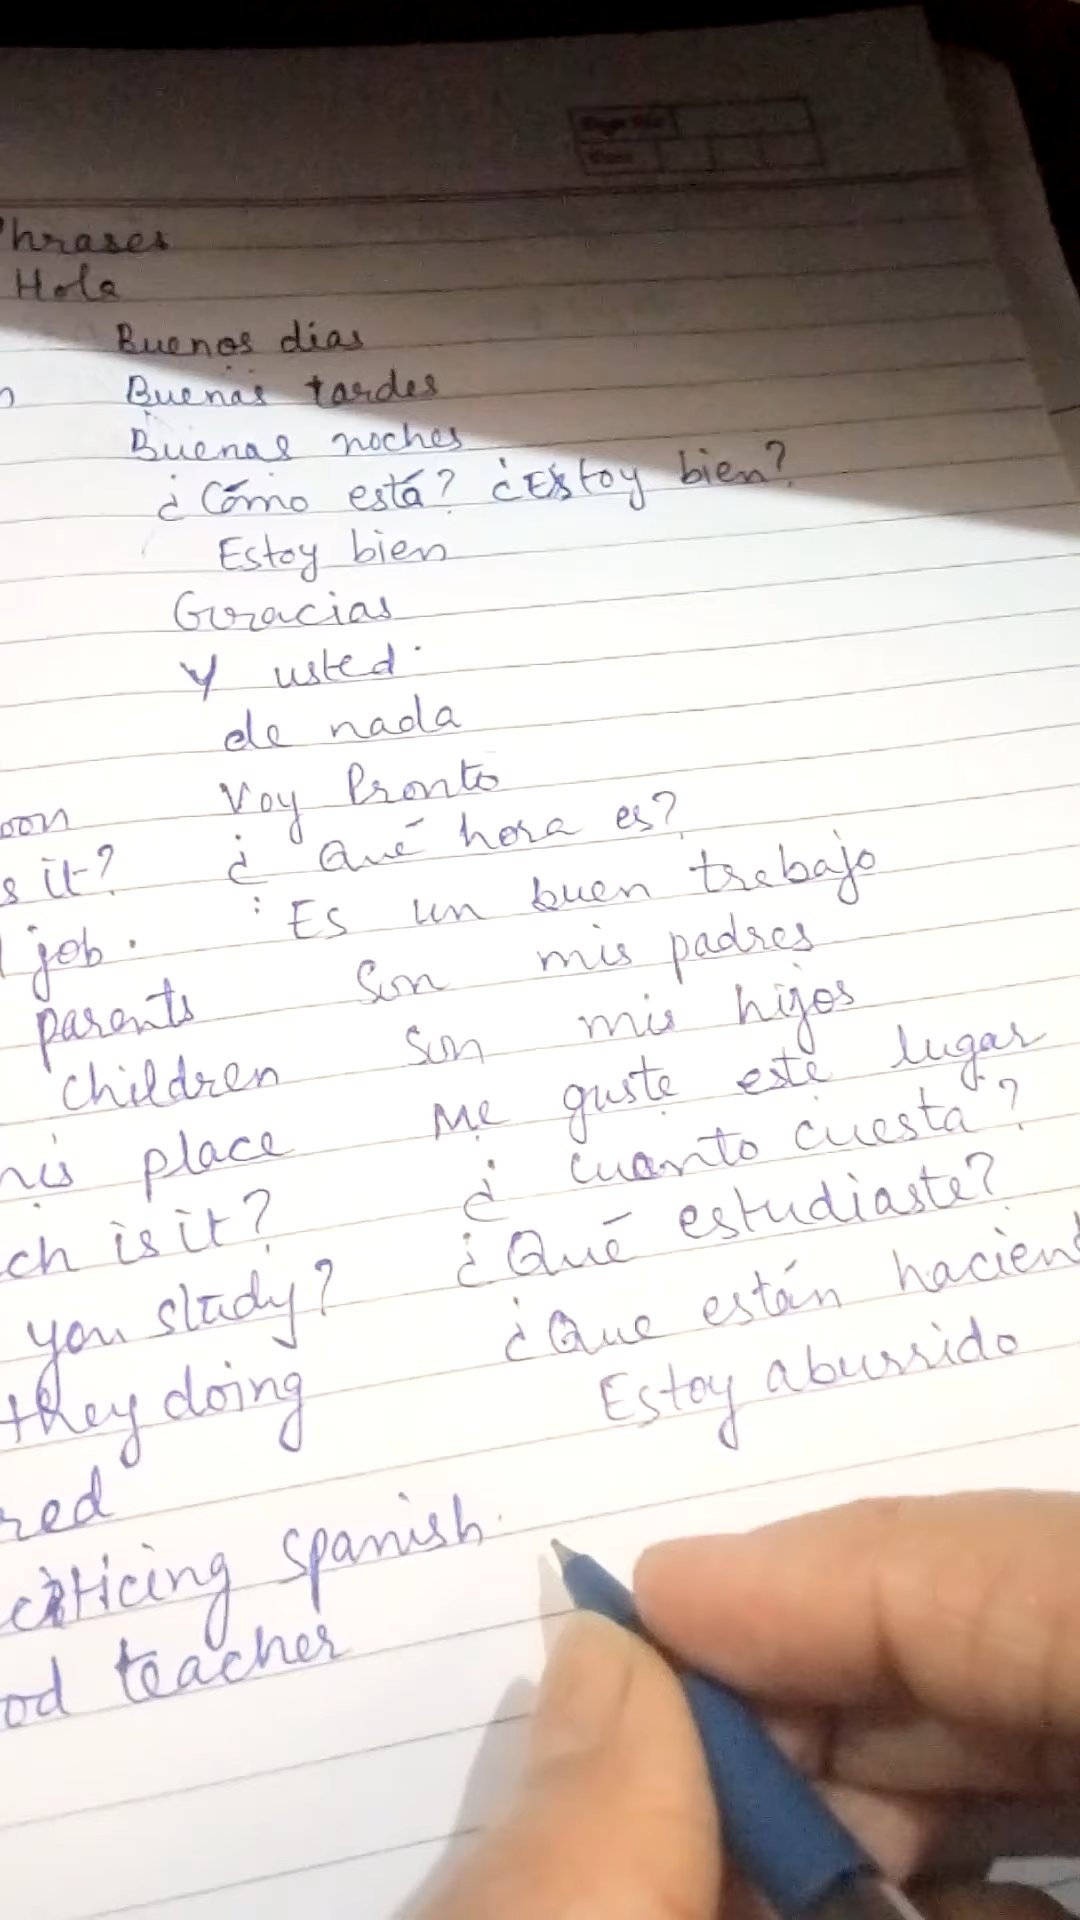 Phrases
Hola
Buenos dias
Buenas tardes
Buenas noches
¿Cómo está? ¿Estoy bien?
Estoy bien
Gracias
Y usted.
de nada
oon Voy Pronto
s it? ¿Qué hora es?
job. : Es un buen trabajo
parents Son mis padres
children Son mis hijos
his place Me guste este lugar
ch is it? ¿cuanto cuesta?
you study? ¿Qué estudiaste?
they doing ¿Que están hacien
red Estoy aburrido
cticing spanish.
od teacher